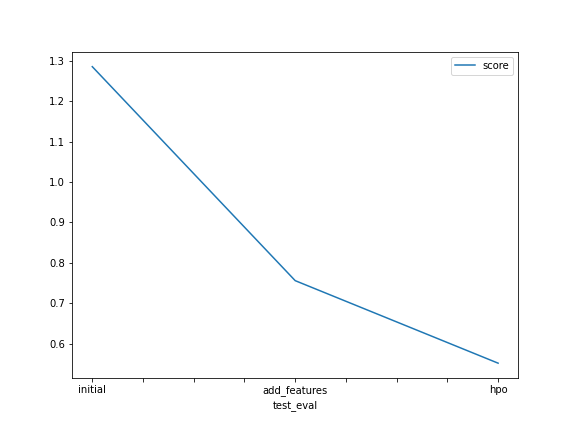 1.3
score
1.2
1.1
1.0
0.9
0.8
0.7
0.6
initial add_features hpo
test_eval